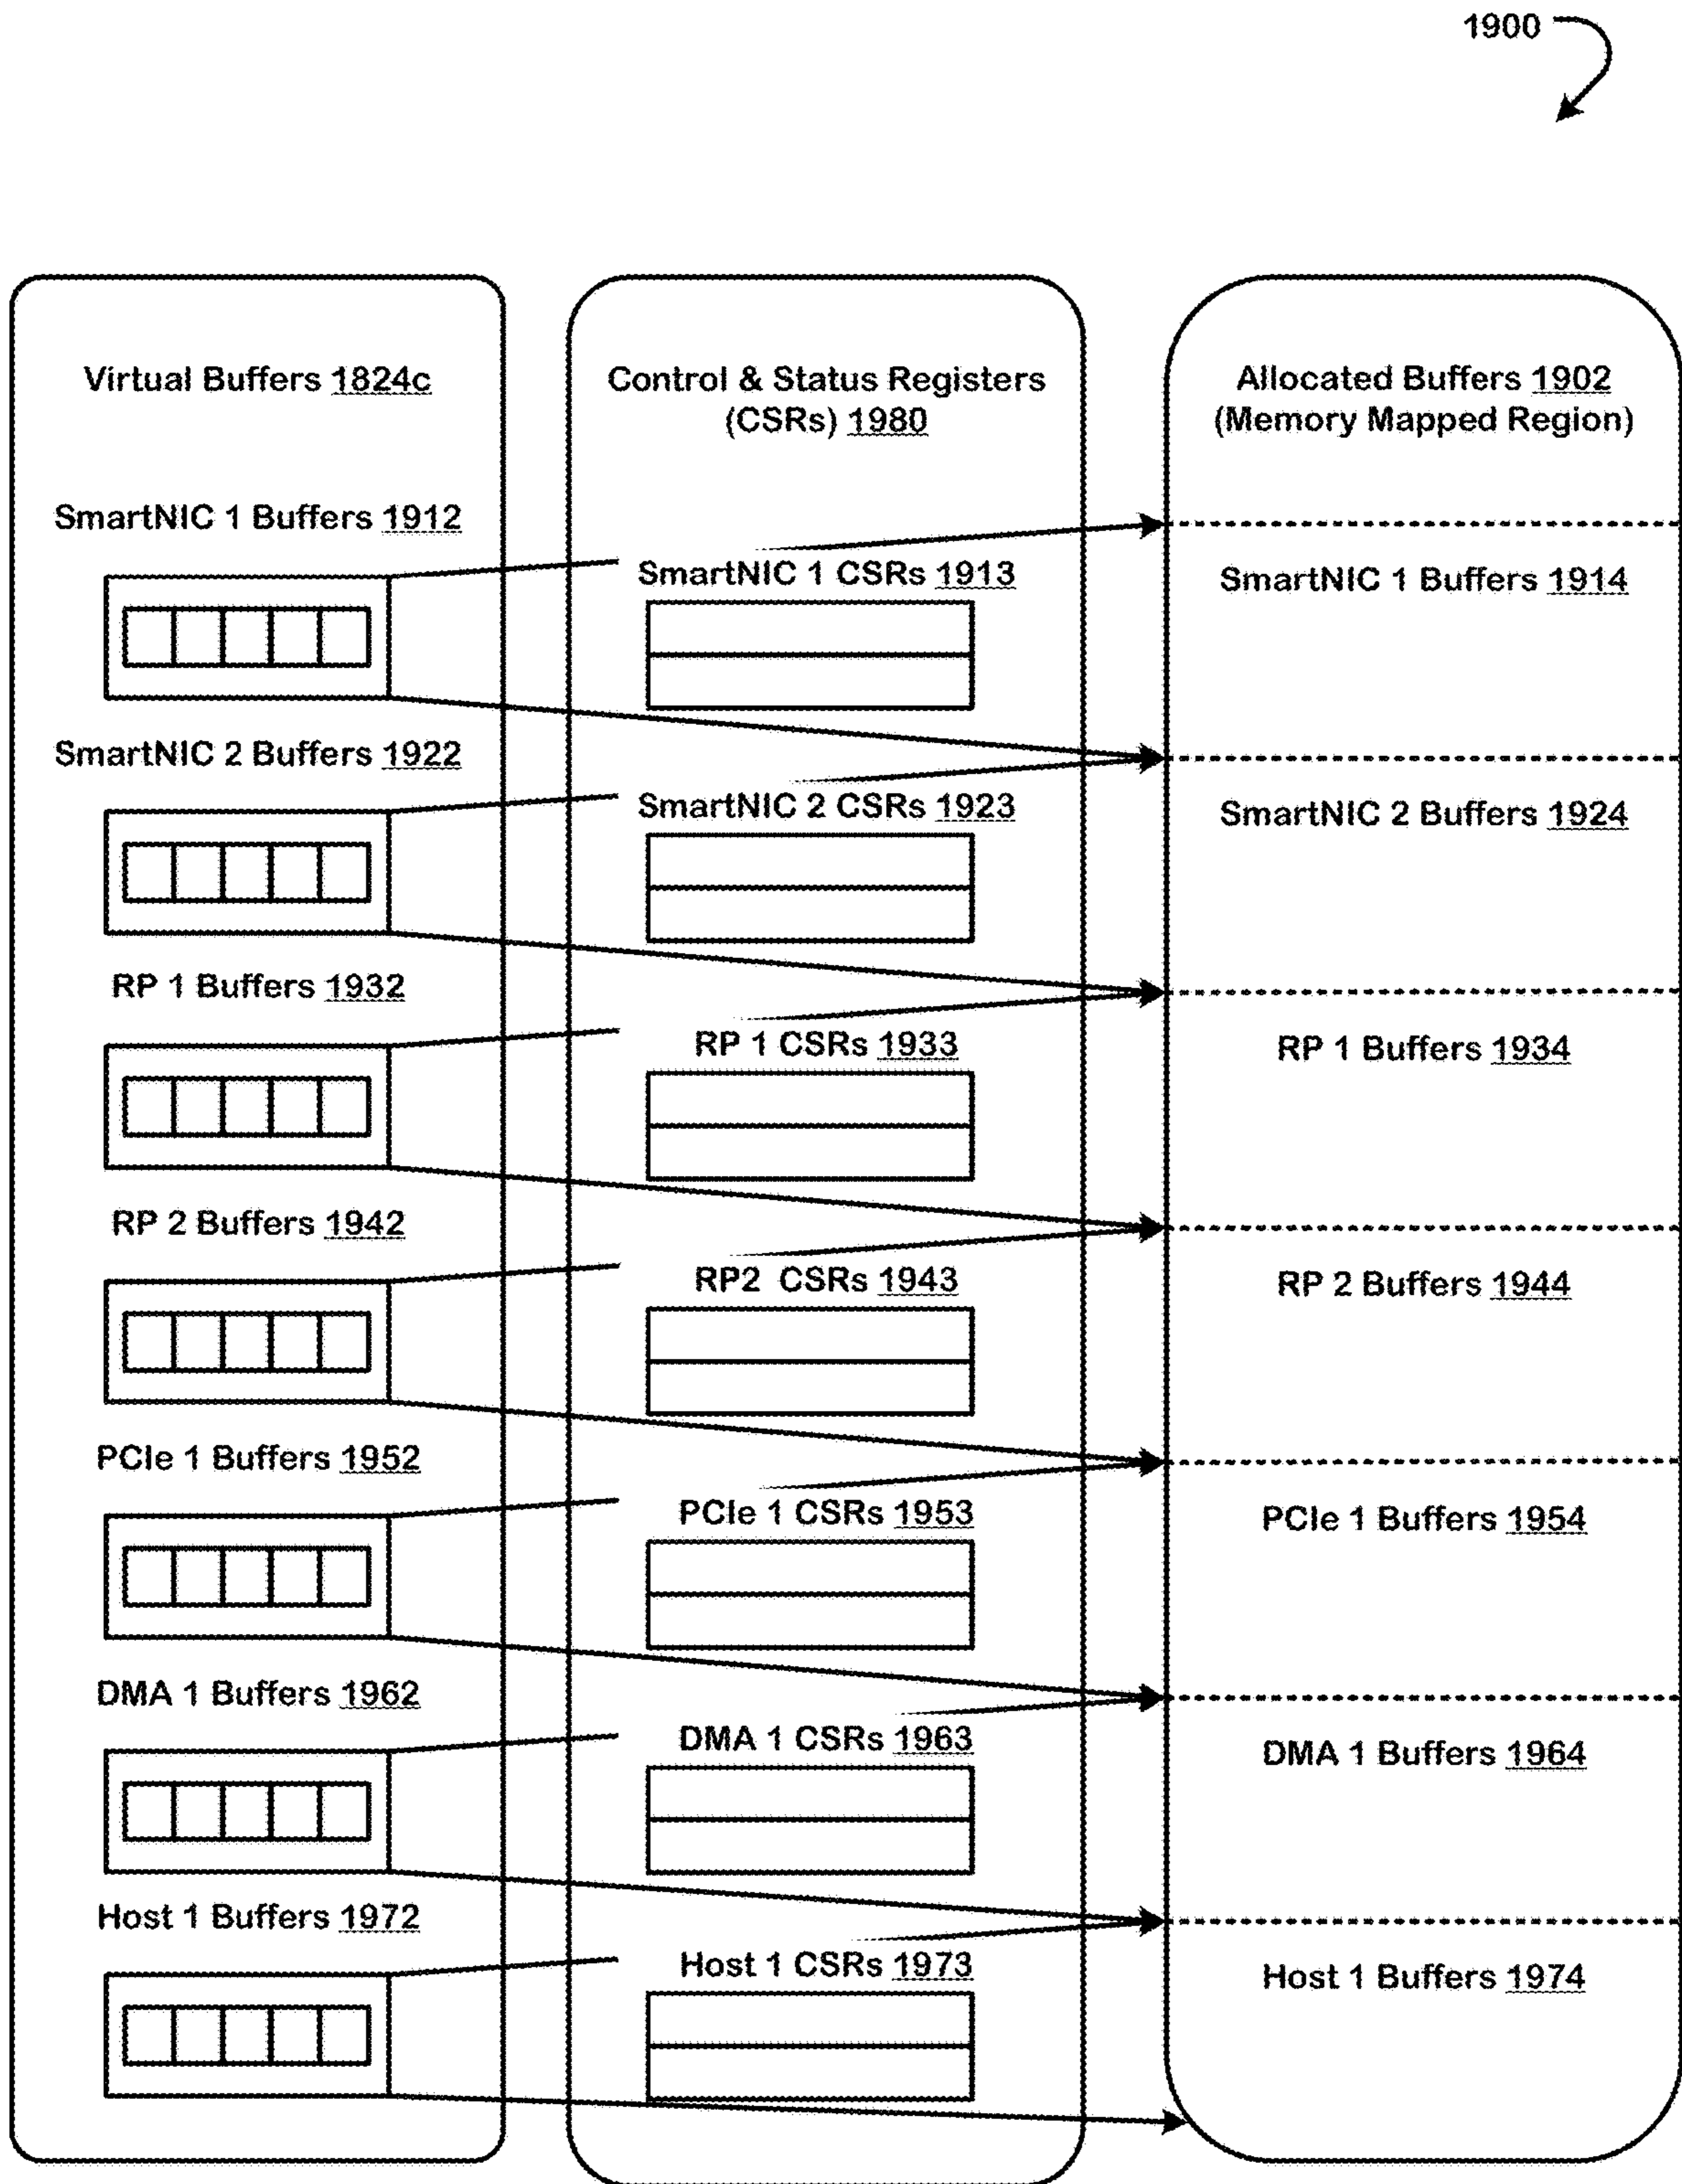 1900
Virtual Buffers 1824c
SmartNIC 1 Buffers 1912
SmartNIC 2 Buffers 1922
RP 1 Buffers 1932
RP 2 Buffers 1942
PCIe 1 Buffers 1952
DMA 1 Buffers 1962
Host 1 Buffers 1972
Control & Status Registers
(CSRs) 1980
SmartNIC 1 CSRs 1913
SmartNIC 2 CSRs 1923
RP 1 CSRs 1933
RP2 CSRs 1943
PCIe 1 CSRs 1953
DMA 1 CSRs 1963
Host 1 CSRs 1973
Allocated Buffers 1902
(Memory Mapped Region)
SmartNIC 1 Buffers 1914
SmartNIC 2 Buffers 1924
RP 1 Buffers 1934
RP 2 Buffers 1944
PCIe 1 Buffers 1954
DMA 1 Buffers 1964
Host 1 Buffers 1974